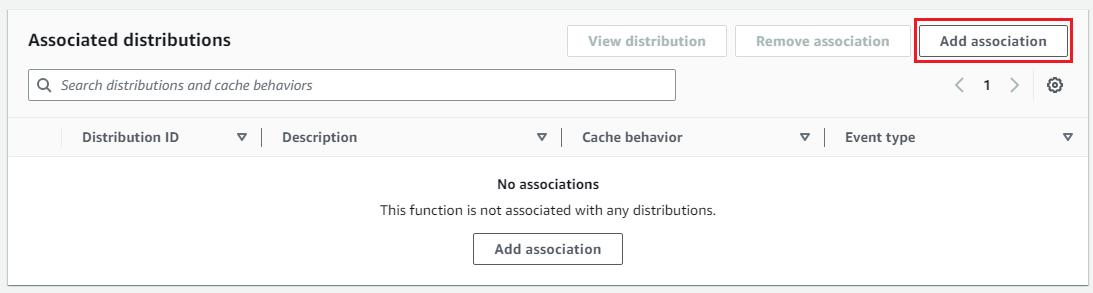 Associated distributions
View distribution
Remove association
Add association
Search distributions and cache behaviors
1
Distribution ID
Description
Cache behavior
Event type
No associations
This function is not associated with any distributions.
Add association